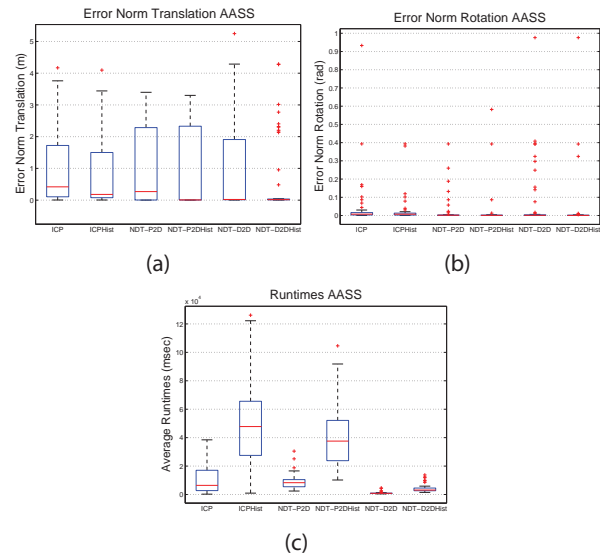 Error Norm Translation AASS
Error Norm Translation (m)
5
4
3
2
1
0
ICP ICPHist NDT−P2D NDT−P2DHist NDT−D2D NDT−D2DHist
(a)
Error Norm Rotation AASS
Error Norm Rotation (rad)
1
0.9
0.8
0.7
0.6
0.5
0.4
0.3
0.2
0.1
0
ICP ICPHist NDT−P2D NDT−P2DHist NDT−D2D NDT−D2DHist
(b)
Runtimes AASS
Average Runtimes (msec)
12
10
8
6
4
2
0
ICP ICPHist NDT−P2D NDT−P2DHist NDT−D2D NDT−D2DHist
(c)